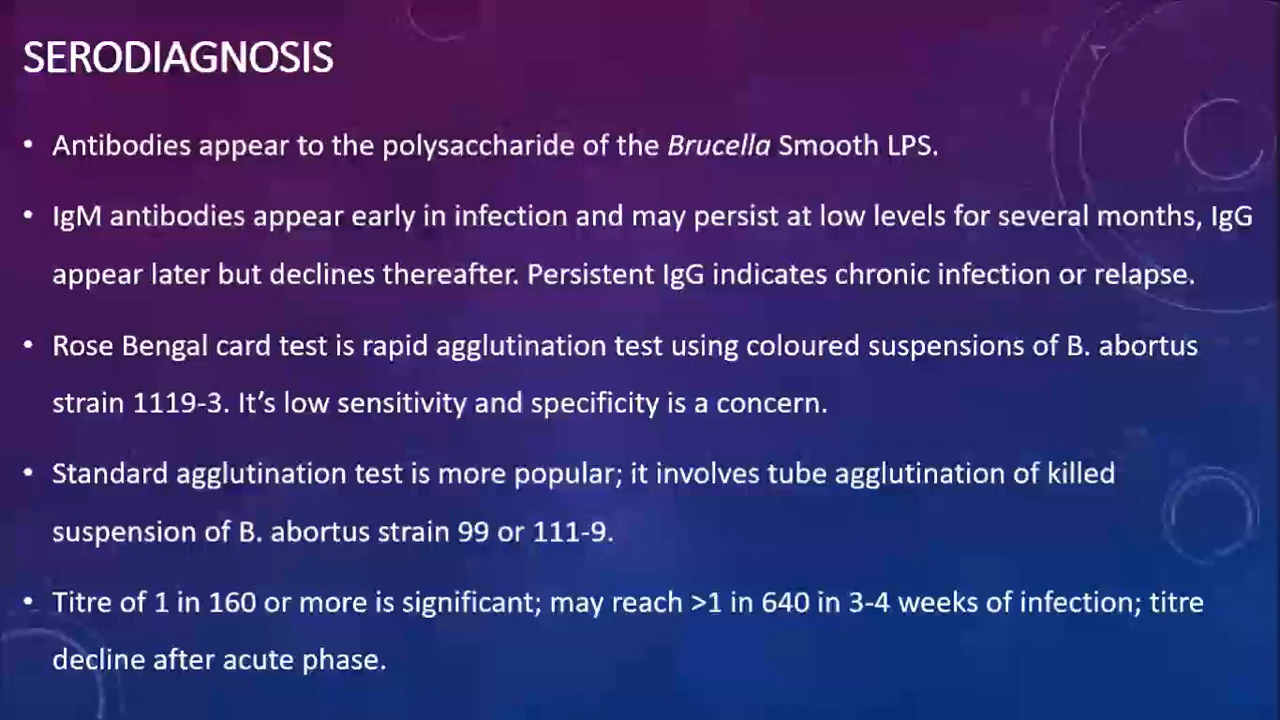 SERODIAGNOSIS
• Antibodies appear to the polysaccharide of the Brucella Smooth LPS.
• IgM antibodies appear early in infection and may persist at low levels for several months, IgG
appear later but declines thereafter. Persistent IgG indicates chronic infection or relapse.
• Rose Bengal card test is rapid agglutination test using coloured suspensions of B. abortus
strain 1119-3. It’s low sensitivity and specificity is a concern.
• Standard agglutination test is more popular; it involves tube agglutination of killed
suspension of B. abortus strain 99 or 111-9.
• Titre of 1 in 160 or more is significant; may reach >1 in 640 in 3-4 weeks of infection; titre
decline after acute phase.